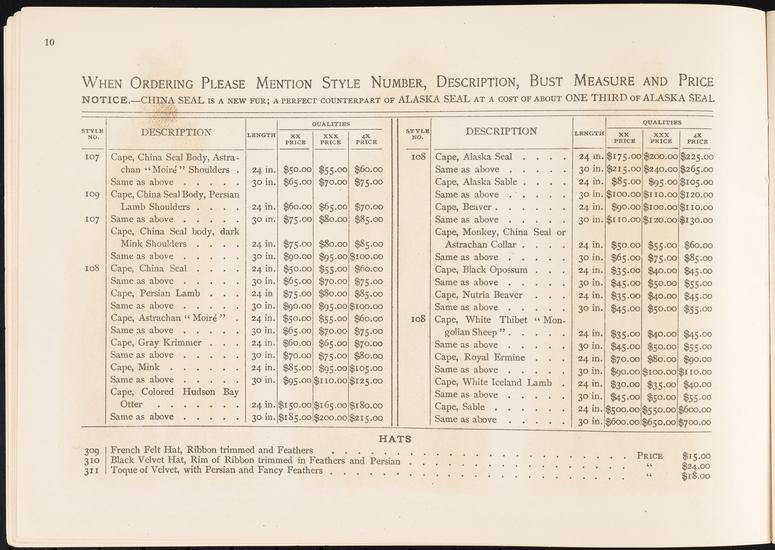 10
When Ordering Please Mention Style Number, Description, Bust Measure and Price
NOTICE.—CHINA SEAL IS A NEW FUR; A PERFECT COUNTERPART OF ALASKA SEAL AT A COST OF ABOUT ONE THIRD OF ALASKA SEAL
STYLE NO. DESCRIPTION LENGTH QUALITIES XX PRICE XXX PRICE 4X PRICE
107 Cape, China Seal Body, Astra-
chan "Moiré" Shoulders . 24 in. $50.00 $55.00 $60.00
Same as above . . . . . 30 in. $65.00 $70.00 $75.00
109 Cape, China Seal Body, Persian
Lamb Shoulders . . . . 24 in. $60.00 $65.00 $70.00
107 Same as above . . . . . 30 in. $75.00 $80.00 $85.00
Cape, China Seal body, dark
Mink Shoulders . . . . 24 in. $75.00 $80.00 $85.00
Same as above . . . . . 30 in. $90.00 $95.00 $100.00
108 Cape, China Seal . . . . 24 in. $50.00 $55.00 $60.00
Same as above . . . . . 30 in. $65.00 $70.00 $75.00
Cape, Persian Lamb . . . 24 in $75.00 $80.00 $85.00
Same as above . . . . . 30 in. $90.00 $95.00 $100.00
Cape, Astrachan "Moiré" . 24 in. $50.00 $55.00 $60.00
Same as above . . . . . 30 in. $65.00 $70.00 $75.00
Cape, Gray Krimmer . . . 24 in. $60.00 $65.00 $70.00
Same as above . . . . . 30 in. $70.00 $75.00 $80.00
Cape, Mink . . . . . 24 in. $85.00 $95.00 $105.00
Same as above . . . . . 30 in. $95.00 $110.00 $125.00
Cape, Colored Hudson Bay
Otter . . . . . . . 24 in. $150.00 $165.00 $180.00
Same as above . . . . . 30 in. $185.00 $200.00 $215.00
STYLE NO. DESCRIPTION LENGTH QUALITIES XX PRICE XXX PRICE 4X PRICE
108 Cape, Alaska Seal . . . . 24 in. $175.00 $200.00 $225.00
Same as above . . . . . 30 in. $215.00 $240.00 $265.00
Cape, Alaska Sable . . . . 24 in. $85.00 $95.00 $105.00
Same as above . . . . . 30 in. $100.00 $110.00 $120.00
Cape, Beaver . . . . . 24 in. $90.00 $100.00 $110.00
Same as above . . . . . 30 in. $110.00 $120.00 $130.00
Cape, Monkey, China Seal or
Astrachan Collar . . . . 24 in. $50.00 $55.00 $60.00
Same as above . . . . . 30 in. $65.00 $75.00 $85.00
Cape, Black Opossum . . . 24 in. $35.00 $40.00 $45.00
Same as above . . . . . 30 in. $45.00 $50.00 $55.00
Cape, Nutria Beaver . . . 24 in. $35.00 $40.00 $45.00
Same as above . . . . . 30 in. $45.00 $50.00 $55.00
108 Cape, White Thibet "Mon-
golian Sheep" . . . . . 24 in. $35.00 $40.00 $45.00
Same as above . . . . . 30 in. $45.00 $50.00 $55.00
Cape, Royal Ermine . . . 24 in. $70.00 $80.00 $90.00
Same as above . . . . . 30 in. $90.00 $100.00 $110.00
Cape, White Iceland Lamb . 24 in. $30.00 $35.00 $40.00
Same as above . . . . . 30 in. $45.00 $50.00 $55.00
Cape, Sable . . . . . . 24 in. $500.00 $550.00 $600.00
Same as above . . . . . 30 in. $600.00 $650.00 $700.00
HATS
309 French Felt Hat, Ribbon trimmed and Feathers . . . . . PRICE $15.00
310 Black Velvet Hat, Rim of Ribbon trimmed in Feathers and Persian . . . . . " $24.00
311 Toque of Velvet, with Persian and Fancy Feathers . . . . . " $18.00